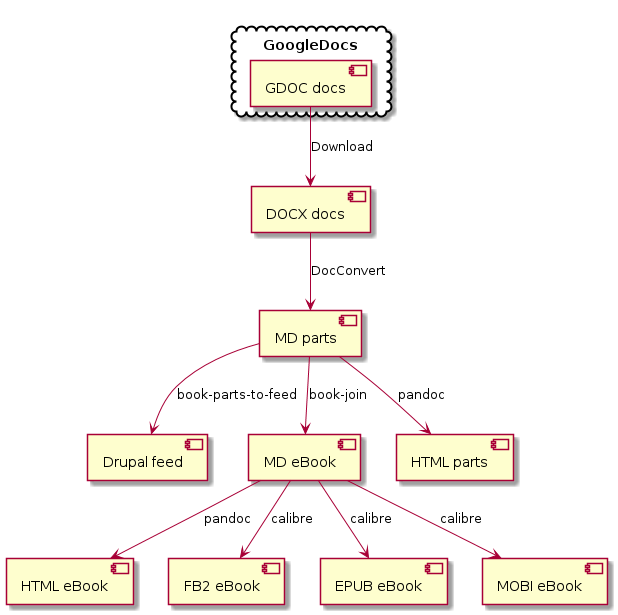 GoogleDocs
GDOC docs
Download
DOCX docs
DocConvert
MD parts
book-parts-to-feed
book-join
pandoc
Drupal feed
MD eBook
HTML parts
pandoc
calibre
calibre
calibre
HTML eBook
FB2 eBook
EPUB eBook
MOBI eBook